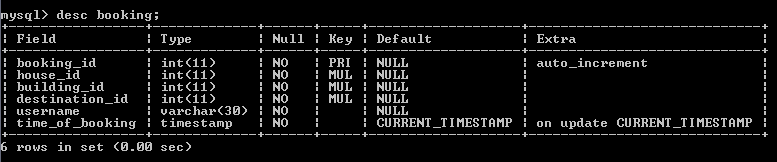 mysql> desc booking;
+-----------------+-------------+------+-----+-------------------+-----------------------------+
| Field | Type | Null | Key | Default | Extra |
+-----------------+-------------+------+-----+-------------------+-----------------------------+
| booking_id | int(11) | NO | PRI | NULL | auto_increment |
| house_id | int(11) | NO | MUL | NULL | |
| building_id | int(11) | NO | MUL | NULL | |
| destination_id | int(11) | NO | MUL | NULL | |
| username | varchar(30) | NO | | NULL | |
| time_of_booking | timestamp | NO | | CURRENT_TIMESTAMP | on update CURRENT_TIMESTAMP |
+-----------------+-------------+------+-----+-------------------+-----------------------------+
6 rows in set (0.00 sec)